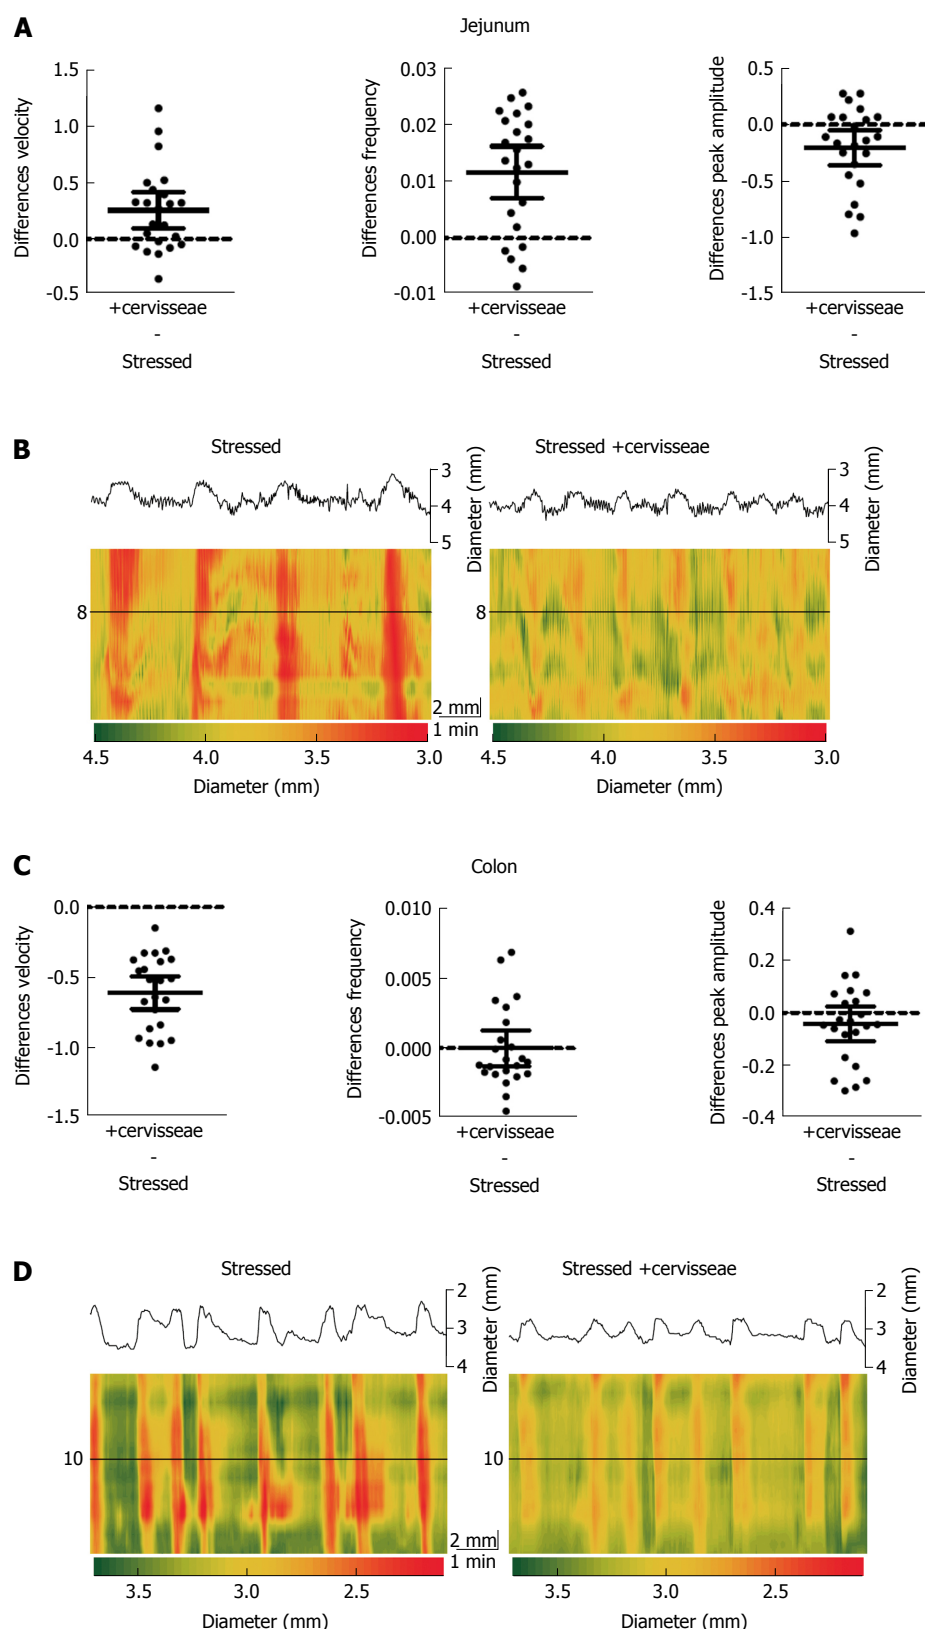 A
Jejunum
Differences velocity
1.5
1.0
0.5
0.0
-0.5
+cervisseae
-
Stressed
Differences frequency
0.03
0.02
0.01
0.00
-0.01
+cervisseae
-
Stressed
Differences peak amplitude
0.5
0.0
-0.5
-1.0
-1.5
+cervisseae
-
Stressed
B
Stressed
3
4
5
Diameter (mm)
8
2 mm
1 min
4.5 4.0 3.5 3.0
Diameter (mm)
Stressed +cervisseae
3
4
5
Diameter (mm)
8
4.5 4.0 3.5 3.0
Diameter (mm)
C
Colon
Differences velocity
0.0
-0.5
-1.0
-1.5
+cervisseae
-
Stressed
Differences frequency
0.010
0.005
0.000
-0.005
+cervisseae
-
Stressed
Differences peak amplitude
0.4
0.2
0.0
-0.2
-0.4
+cervisseae
-
Stressed
D
Stressed
2
3
4
Diameter (mm)
10
2 mm
1 min
3.5 3.0 2.5
Diameter (mm)
Stressed +cervisseae
2
3
4
Diameter (mm)
10
3.5 3.0 2.5
Diameter (mm)